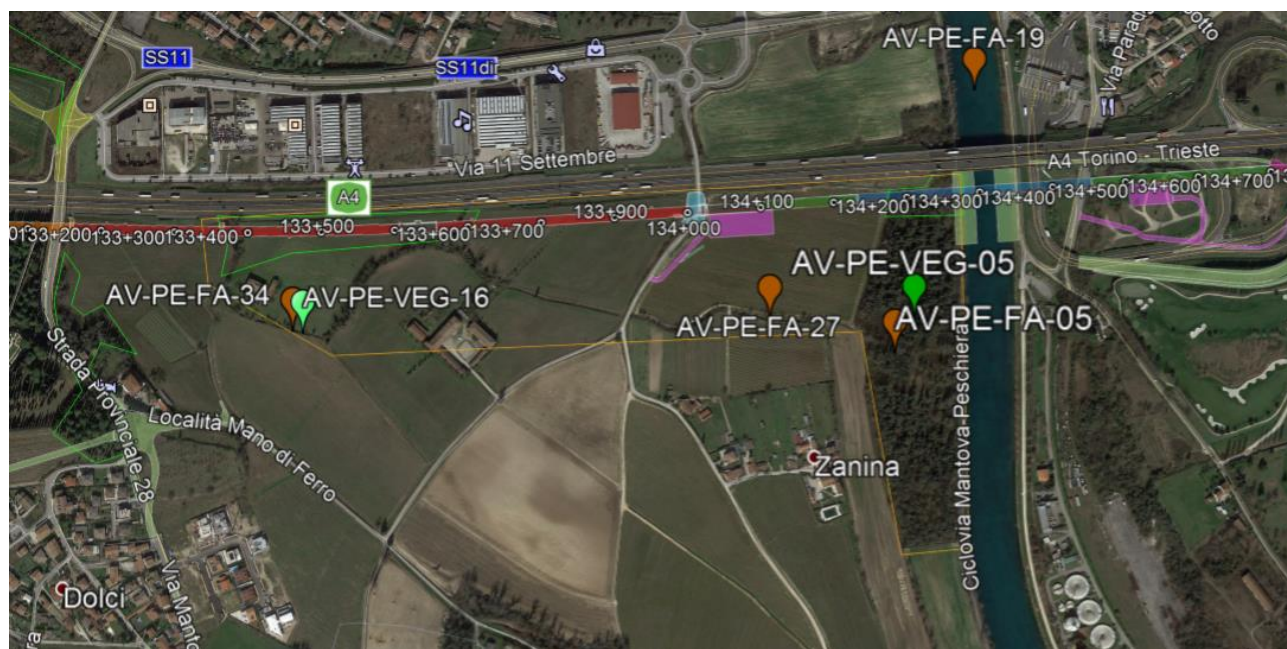 AV-PE-FA-19
SS11
SS11dir
Via 11 Settembre
A4 Torino - Trieste
A4
133+200
133+300
133+400
133+500
133+600
133+700
133+900
134+000
134+100
134+200
134+300
134+400
134+500
134+600
134+700
AV-PE-FA-34
AV-PE-VEG-16
AV-PE-VEG-05
AV-PE-FA-27
AV-PE-FA-05
Strada Provinciale 28
Località Mano di Ferro
Zanina
Ciclovia Mantova-Peschiera
Dolci
Via Manto